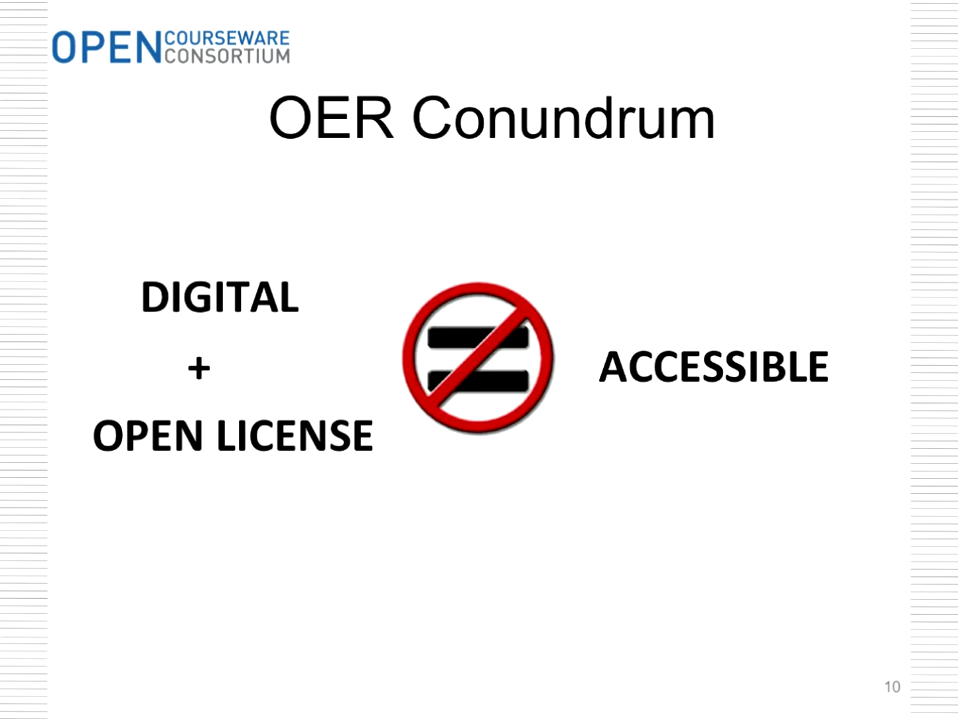 OPEN COURSEWARE
CONSORTIUM
OER Conundrum
DIGITAL
+
OPEN LICENSE
=
ACCESSIBLE
10